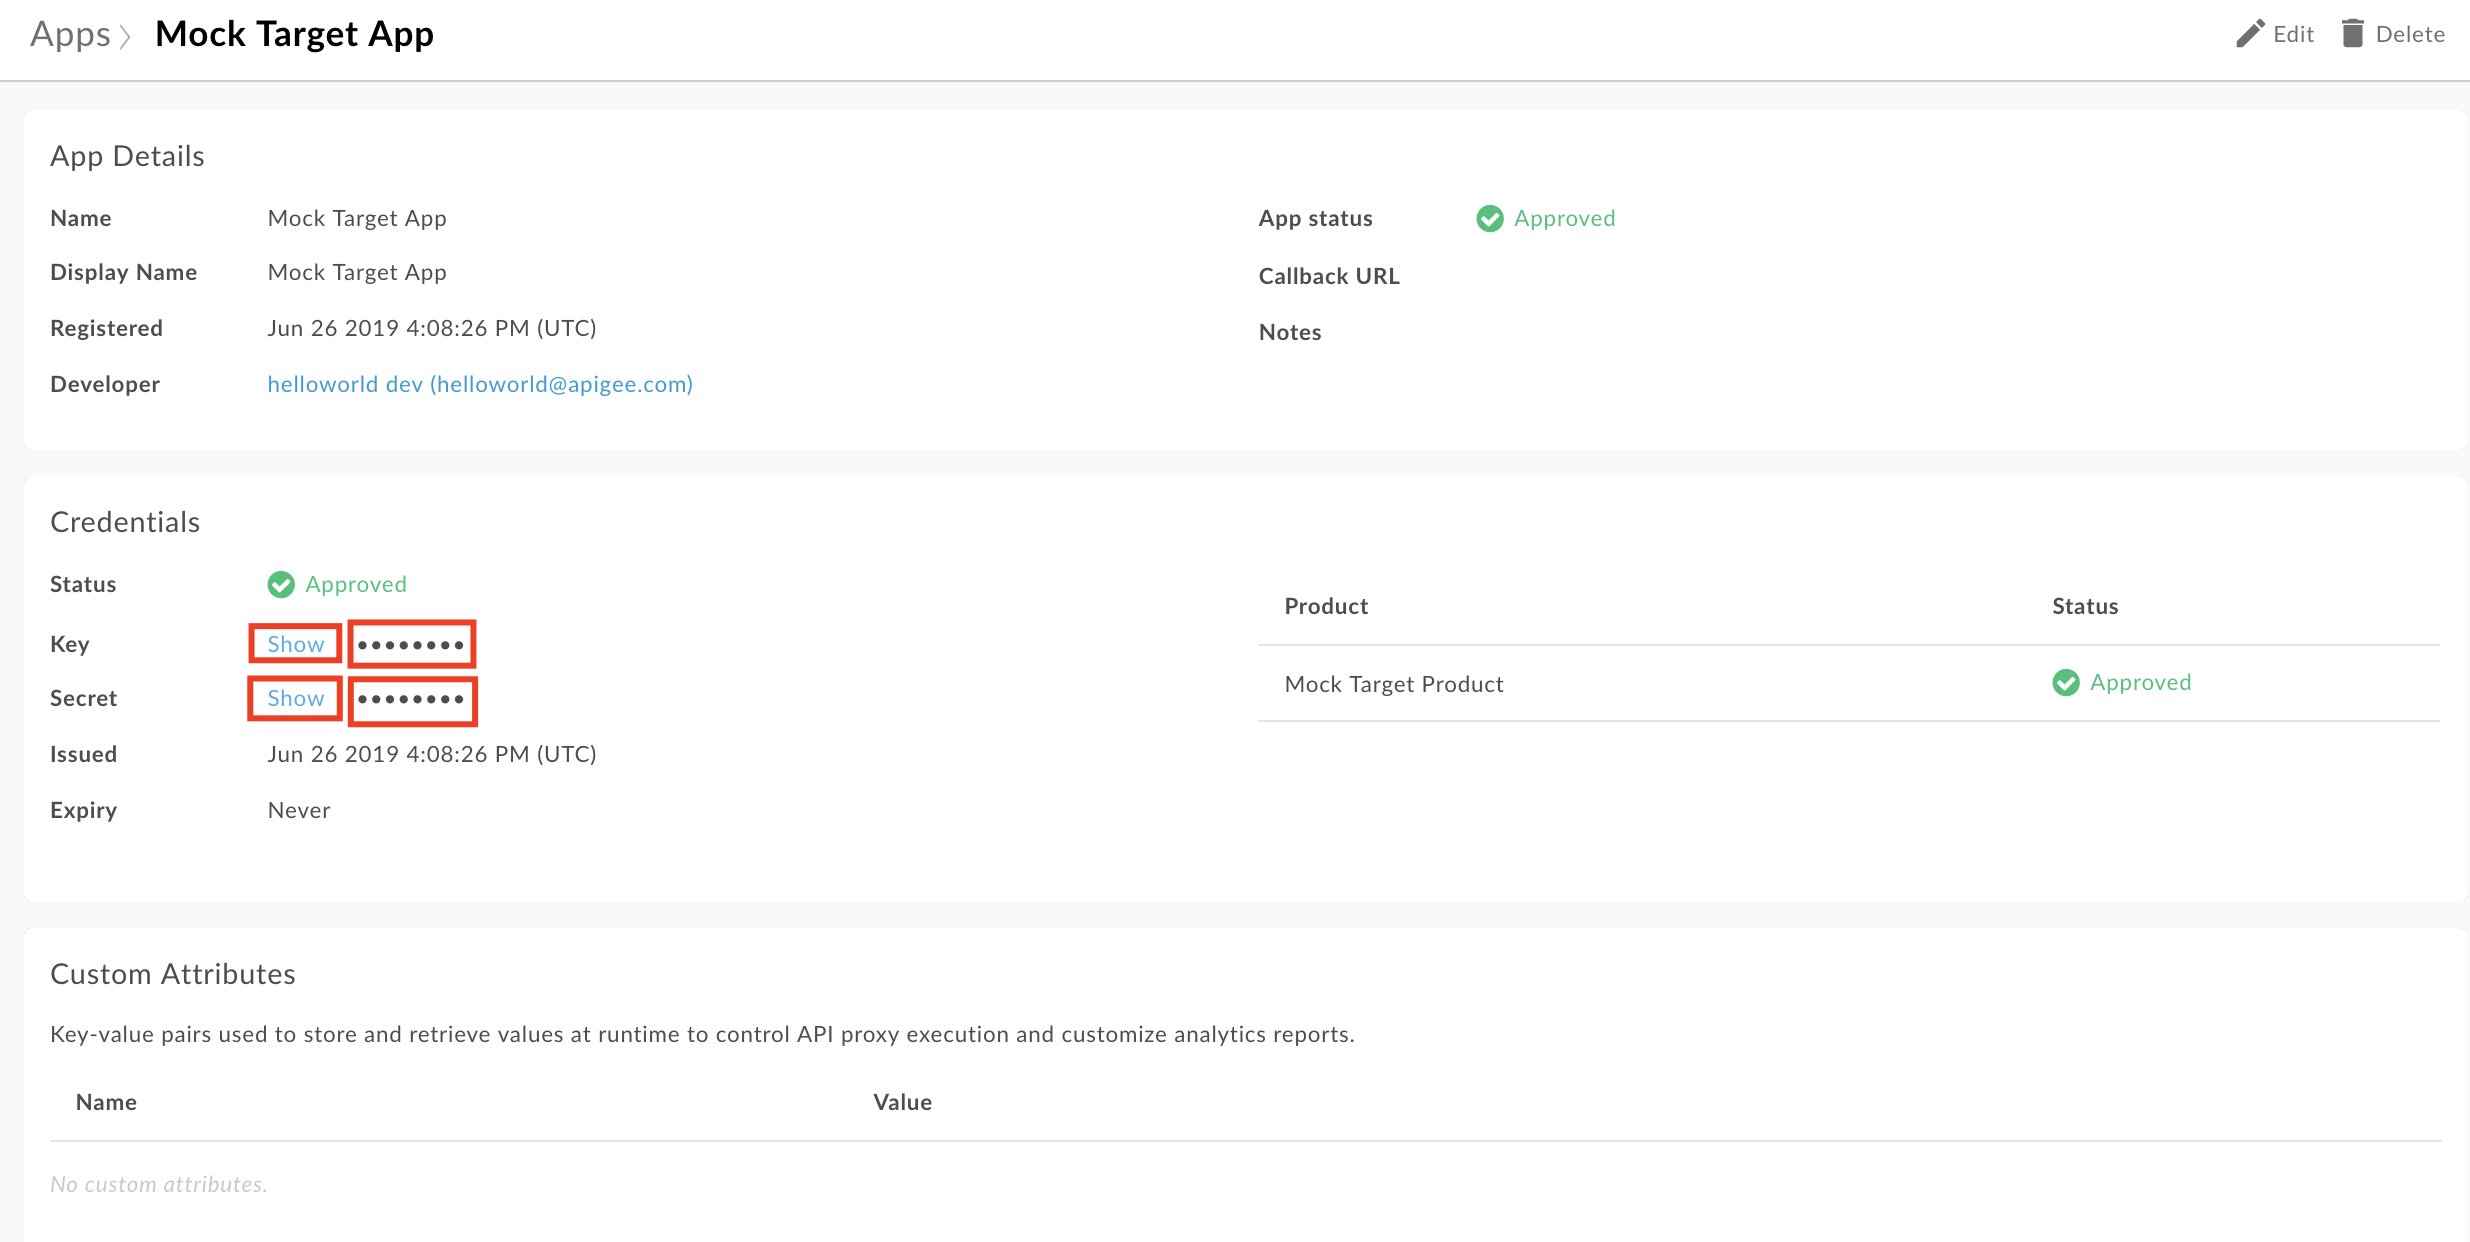 Apps Mock Target App Edit Delete
App Details
Name Mock Target App
Display Name Mock Target App
Registered Jun 26 2019 4:08:26 PM (UTC)
Developer helloworld dev (helloworld@apigee.com)
App status Approved
Callback URL
Notes
Credentials
Status Approved
Key Show ••••••••
Secret Show ••••••••
Issued Jun 26 2019 4:08:26 PM (UTC)
Expiry Never
Product Status
Mock Target Product Approved
Custom Attributes
Key-value pairs used to store and retrieve values at runtime to control API proxy execution and customize analytics reports.
Name Value
No custom attributes.